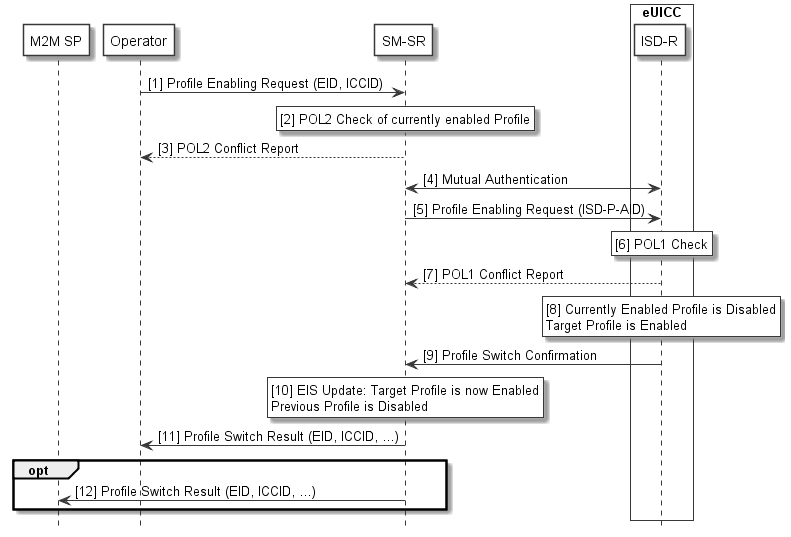 eUICC
M2M SP
Operator
SM-SR
ISD-R
[1] Profile Enabling Request (EID, ICCID)
[2] POL2 Check of currently enabled Profile
[3] POL2 Conflict Report
[4] Mutual Authentication
[5] Profile Enabling Request (ISD-P-AID)
[6] POL1 Check
[7] POL1 Conflict Report
[8] Currently Enabled Profile is Disabled
Target Profile is Enabled
[9] Profile Switch Confirmation
[10] EIS Update: Target Profile is now Enabled
Previous Profile is Disabled
[11] Profile Switch Result (EID, ICCID, ...)
opt
[12] Profile Switch Result (EID, ICCID, ...)